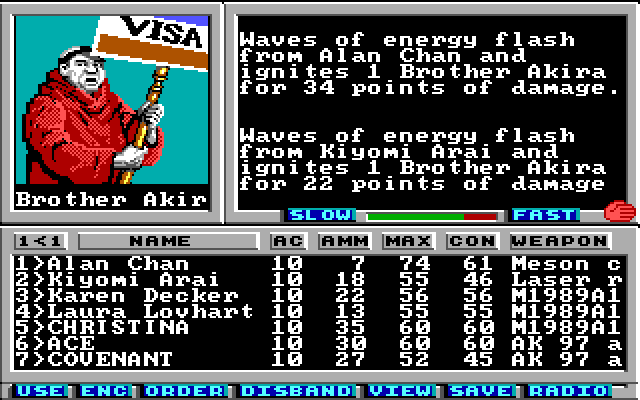 VISA
Brother Akir
Waves of energy flash
from Alan Chan and
ignites 1 Brother Akira
for 34 points of damage.
Waves of energy flash
from Kiyomi Arai and
ignites 1 Brother Akira
for 22 points of damage
SLOW FAST
1<1 NAME AC AMM MAX CON WEAPON
1>Alan Chan 10 7 74 61 Meson c
2>Kiyomi Arai 10 18 55 46 Laser r
3>Karen Decker 10 22 56 56 M1989A1
4>Laura Lovhart 10 13 55 55 M1989A1
5>CHRISTINA 10 35 60 60 M1989A1
6>ACE 10 30 60 60 AK 97 a
7>COVENANT 10 27 52 45 AK 97 a
USE ENC ORDER DISBAND VIEW SAVE RADIO